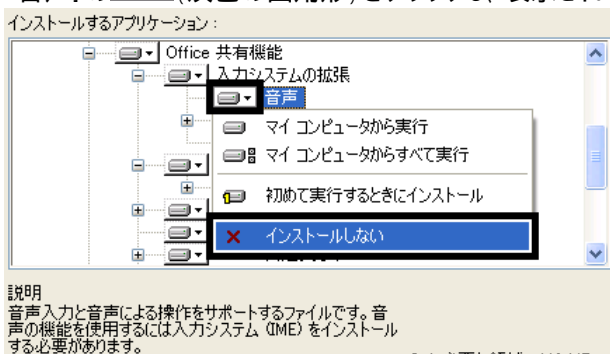 インストールするアプリケーション :
Office 共有機能
入力システムの拡張
音声
マイ コンピュータから実行
マイ コンピュータからすべて実行
初めて実行するときにインストール
インストールしない
説明
音声入力と音声による操作をサポートするファイルです。音
声の機能を使用するには入力システム (IME) をインストール
する必要があります。